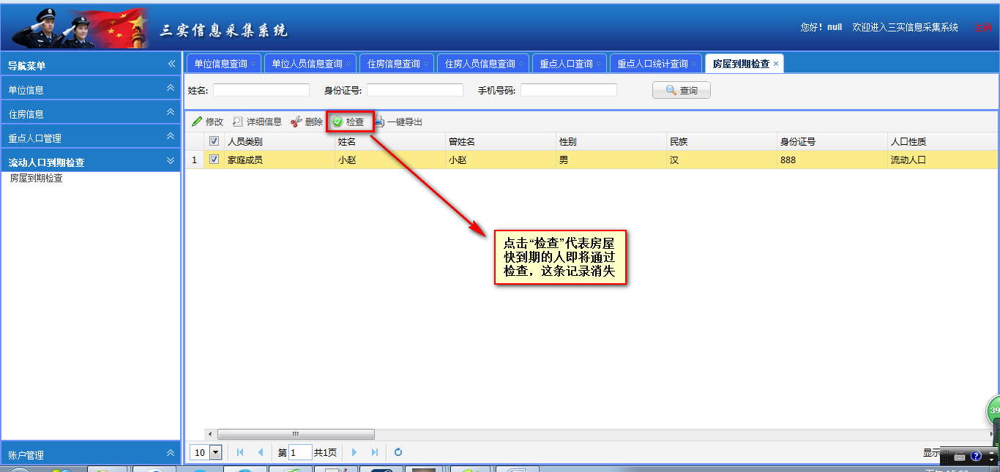 三实信息采集系统
您好！null 欢迎进入三实信息采集系统
导航菜单
单位信息查询 单位人员信息查询 住房信息查询 住房人员信息查询 重点人口查询 重点人口统计查询 房屋到期检查
单位信息
姓名: 身份证号: 手机号码: 查询
住房信息
重点人口管理
流动人口到期检查
房屋到期检查
修改 详细信息 删除 检查 一键导出
人员类别 姓名 曾姓名 性别 民族 身份证号 人口性质
1 家庭成员 小赵 小赵 男 汉 888 流动人口
点击“检查”代表房屋
快到期的人即将通过
检查，这条记录消失
39
账户管理
10 第 1 共1页 显示